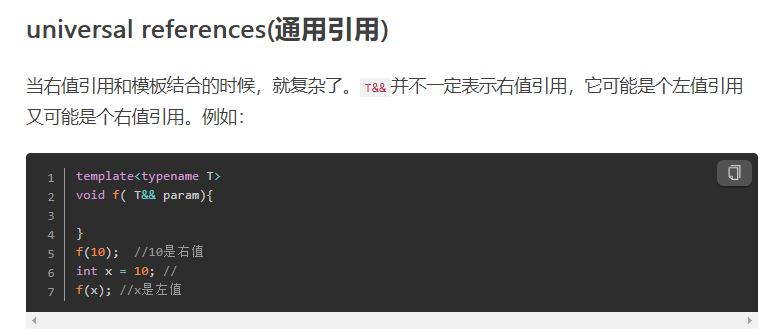 universal references(通用引用)
当右值引用和模板结合的时候，就复杂了。T&&并不一定表示右值引用，它可能是个左值引用
又可能是个右值引用。例如：
1 template<typename T>
2 void f( T&& param){
3
4 }
5 f(10);  //10是右值
6 int x = 10; //
7 f(x); //x是左值